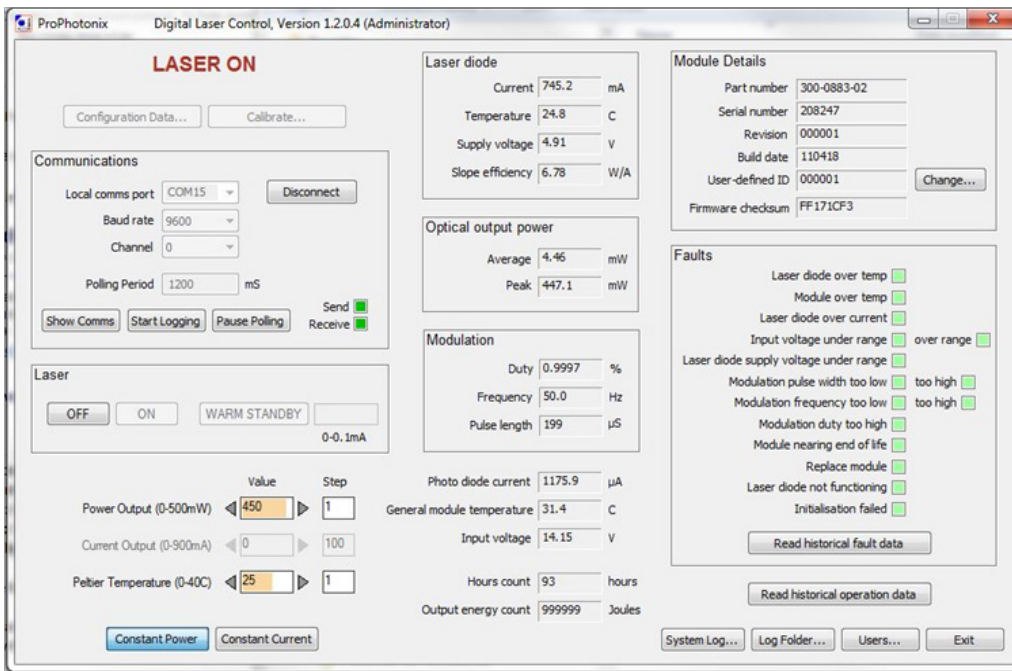 ProPhotonix Digital Laser Control, Version 1.2.0.4 (Administrator)
LASER ON
Configuration Data... Calibrate...
Communications
Local comms port COM15 Disconnect
Baud rate 9600
Channel 0
Polling Period 1200 mS
Send
Receive
Show Comms Start Logging Pause Polling
Laser
OFF ON WARM STANDBY
0-0.1mA
Value Step
Power Output (0-500mW) 450 1
Current Output (0-900mA) 0 100
Peltier Temperature (0-40C) 25 1
Constant Power Constant Current
Laser diode
Current 745.2 mA
Temperature 24.8 C
Supply voltage 4.91 V
Slope efficiency 6.78 W/A
Optical output power
Average 4.46 mW
Peak 447.1 mW
Modulation
Duty 0.9997 %
Frequency 50.0 Hz
Pulse length 199 µS
Photo diode current 1175.9 µA
General module temperature 31.4 C
Input voltage 14.15 V
Hours count 93 hours
Output energy count 999999 Joules
Module Details
Part number 300-0883-02
Serial number 208247
Revision 000001
Build date 110418
User-defined ID 000001 Change...
Firmware checksum FF171CF3
Faults
Laser diode over temp
Module over temp
Laser diode over current
Input voltage under range over range
Laser diode supply voltage under range
Modulation pulse width too low too high
Modulation frequency too low too high
Modulation duty too high
Module nearing end of life
Replace module
Laser diode not functioning
Initialisation failed
Read historical fault data
Read historical operation data
System Log... Log Folder... Users... Exit